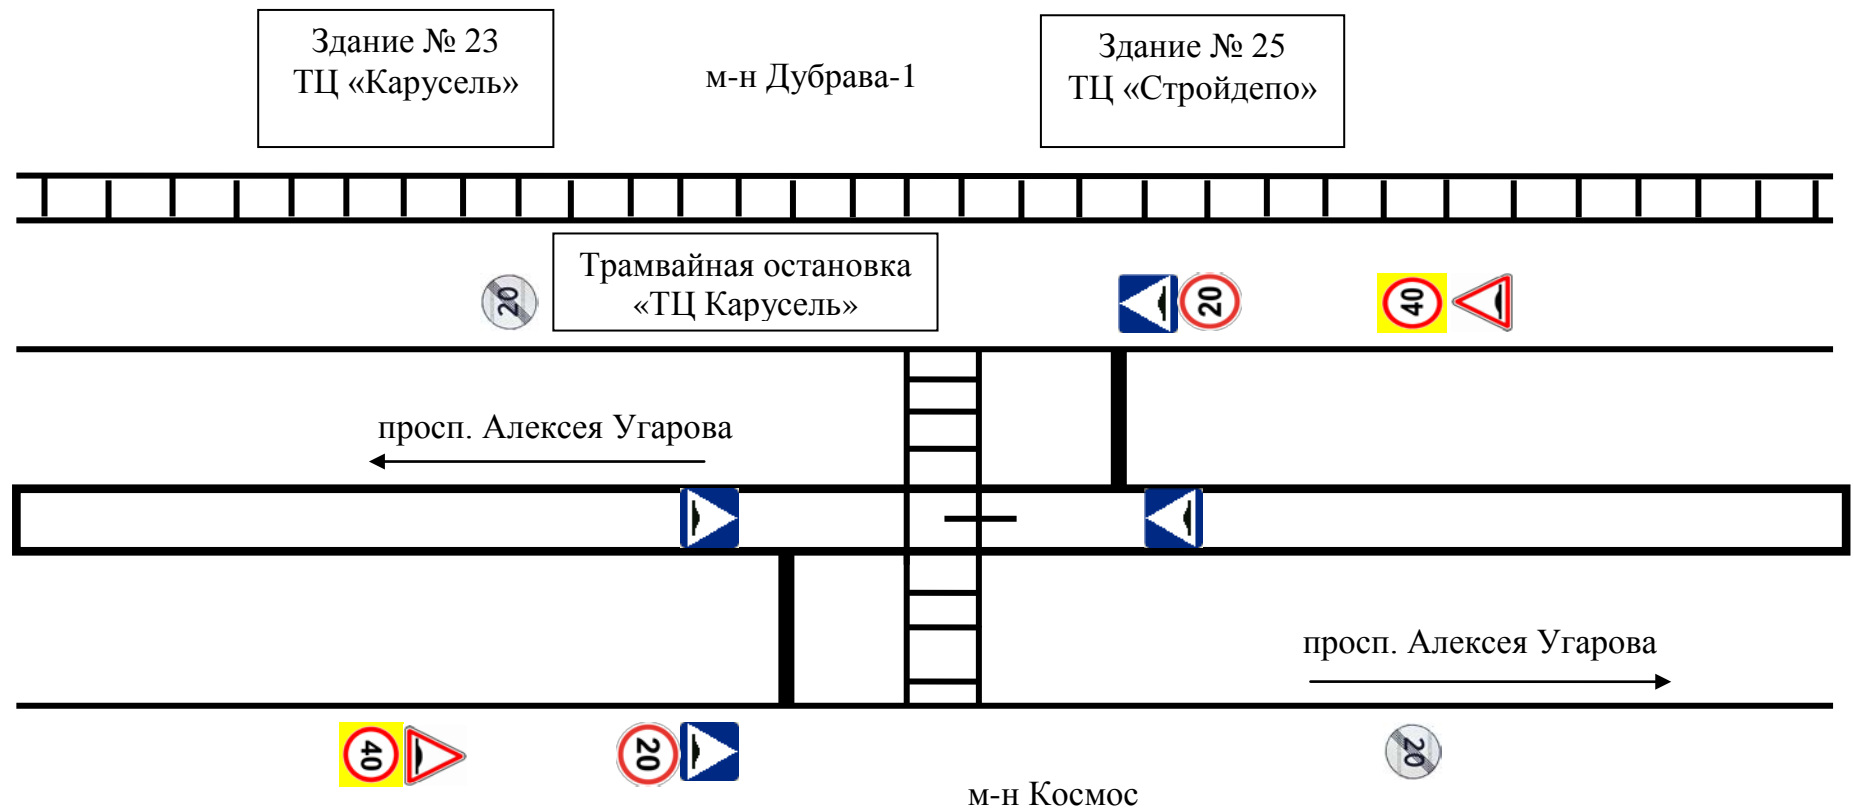 Здание № 23
ТЦ «Карусель»
м-н Дубрава-1
Здание № 25
ТЦ «Стройдепо»
Трамвайная остановка
«ТЦ Карусель»
20
20
40
просп. Алексея Угарова
просп. Алексея Угарова
40
20
20
м-н Космос